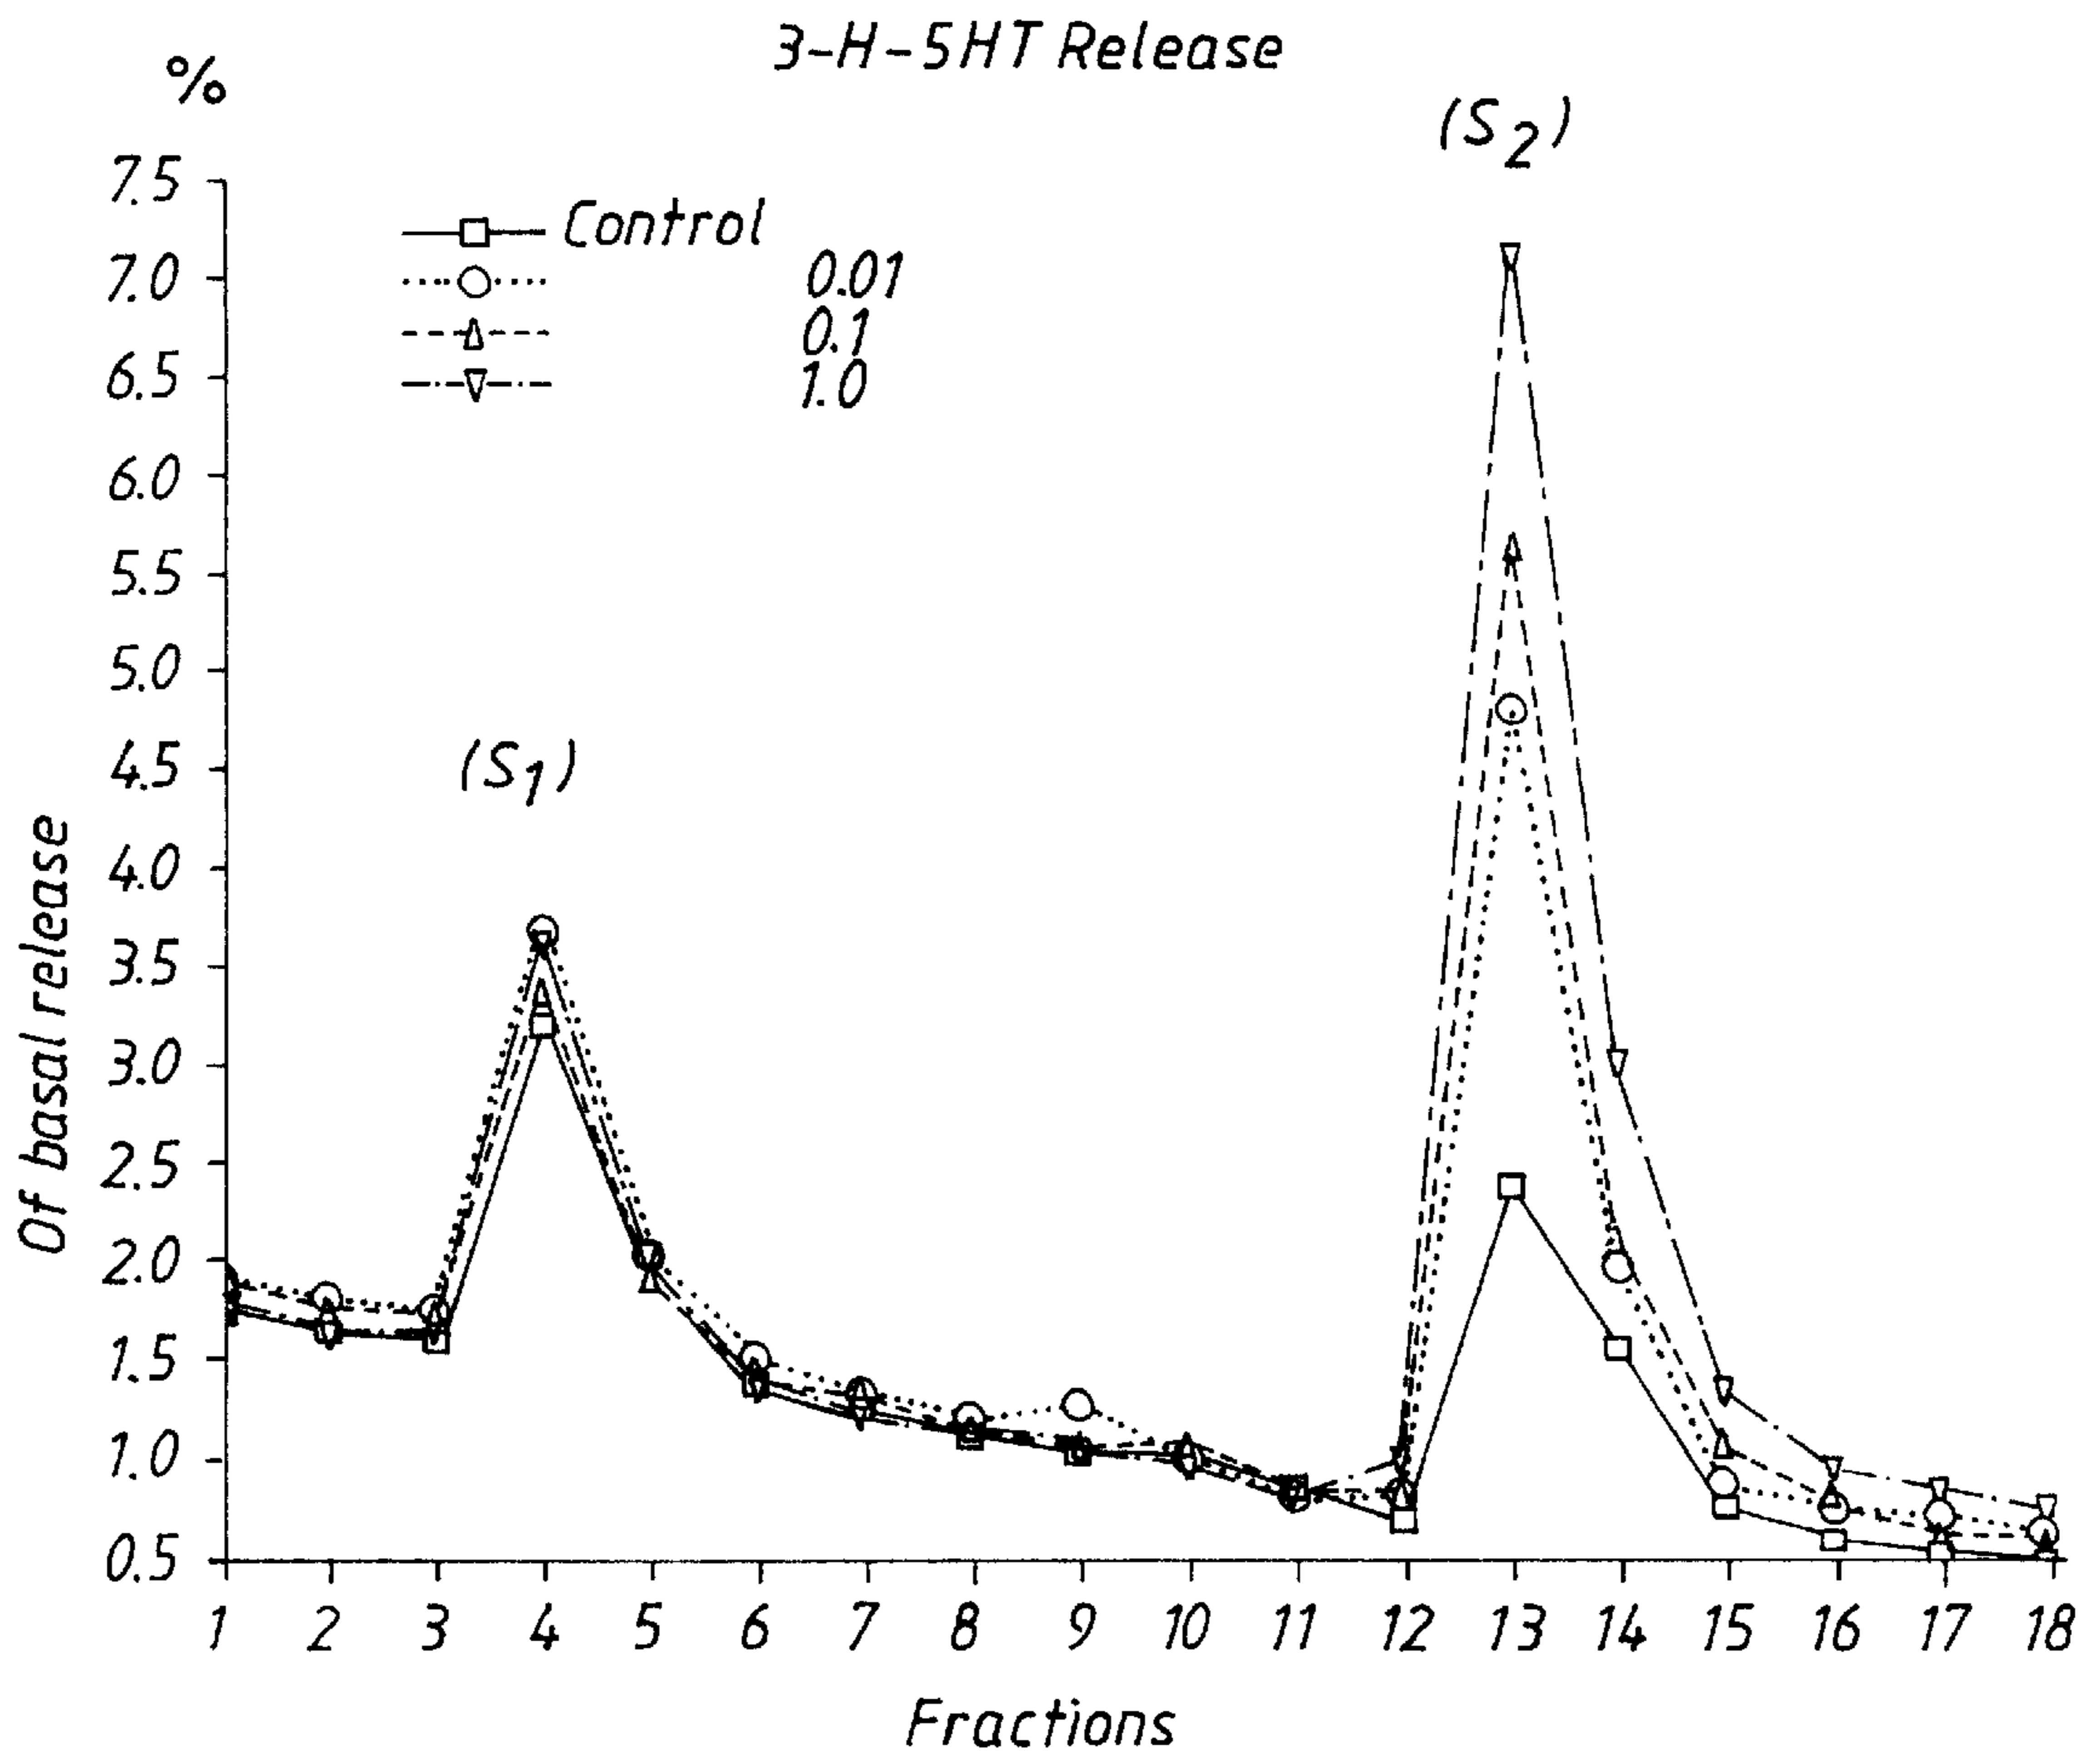 3-H-5HT Release
%
(S2)
7.5
7.0
6.5
6.0
5.5
5.0
4.5
4.0
3.5
3.0
2.5
2.0
1.5
1.0
0.5
Control
0.01
0.1
1.0
(S1)
Of basal release
1 2 3 4 5 6 7 8 9 10 11 12 13 14 15 16 17 18
Fractions